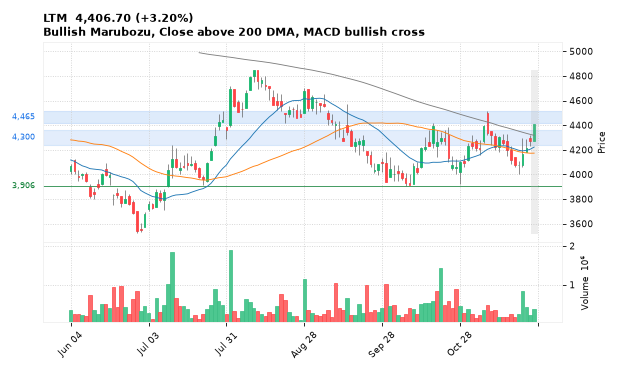 LTM 4,406.70 (+3.20%)
Bullish Marubozu, Close above 200 DMA, MACD bullish cross
5000
4800
4600
4465
4400
4,300
4200
4000
3,906
3800
3600
Price
2
1
Volume 10⁶
Jun 04
Jul 03
Jul 31
Aug 28
Sep 28
Oct 28